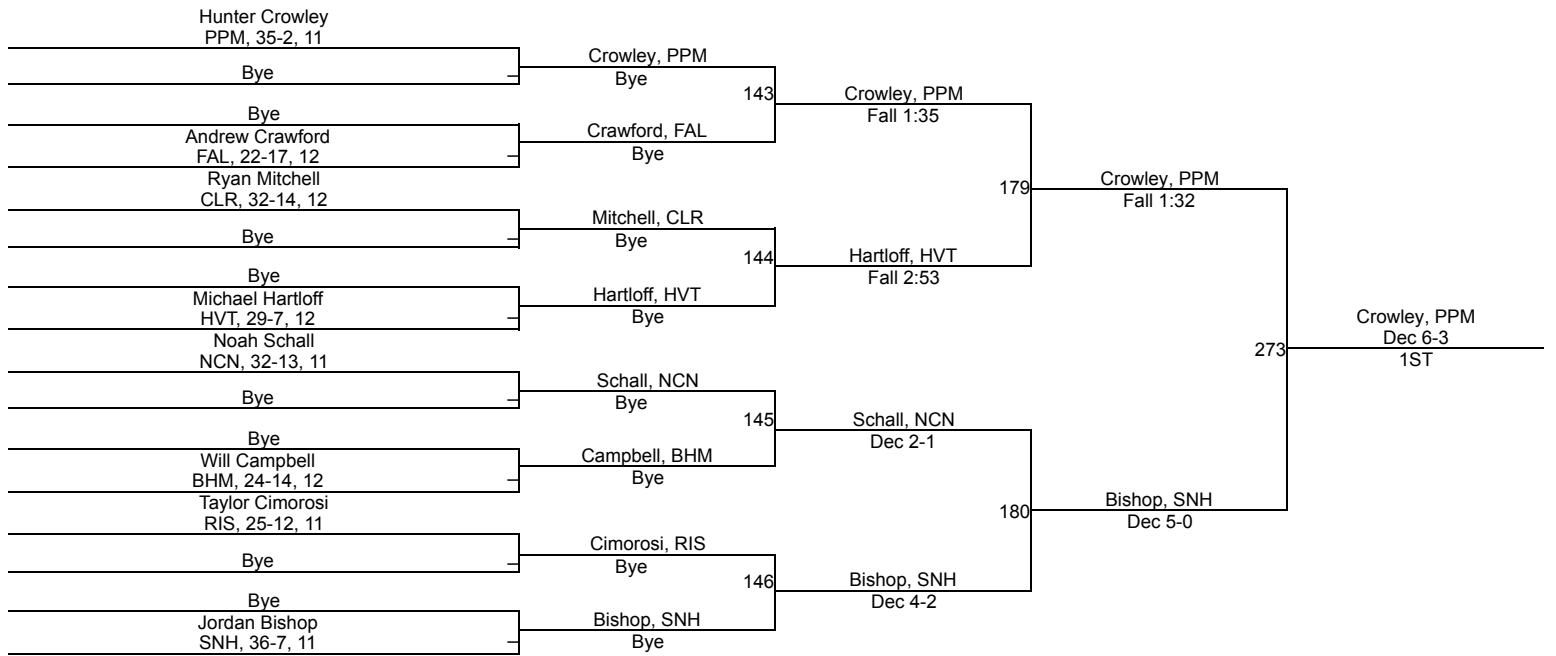 Hunter Crowley
PPM, 35-2, 11
Bye
Bye
Andrew Crawford
FAL, 22-17, 12
Ryan Mitchell
CLR, 32-14, 12
Bye
Bye
Michael Hartloff
HVT, 29-7, 12
Noah Schall
NCN, 32-13, 11
Bye
Bye
Will Campbell
BHM, 24-14, 12
Taylor Cimorosi
RIS, 25-12, 11
Bye
Bye
Jordan Bishop
SNH, 36-7, 11
Crowley, PPM
Bye
143
Crawford, FAL
Bye
Mitchell, CLR
Bye
144
Hartloff, HVT
Bye
Schall, NCN
Bye
145
Campbell, BHM
Bye
Cimorosi, RIS
Bye
146
Bishop, SNH
Bye
Crowley, PPM
Fall 1:35
179
Hartloff, HVT
Fall 2:53
Schall, NCN
Dec 2-1
180
Bishop, SNH
Dec 4-2
Crowley, PPM
Fall 1:32
273
Bishop, SNH
Dec 5-0
Crowley, PPM
Dec 6-3
1ST